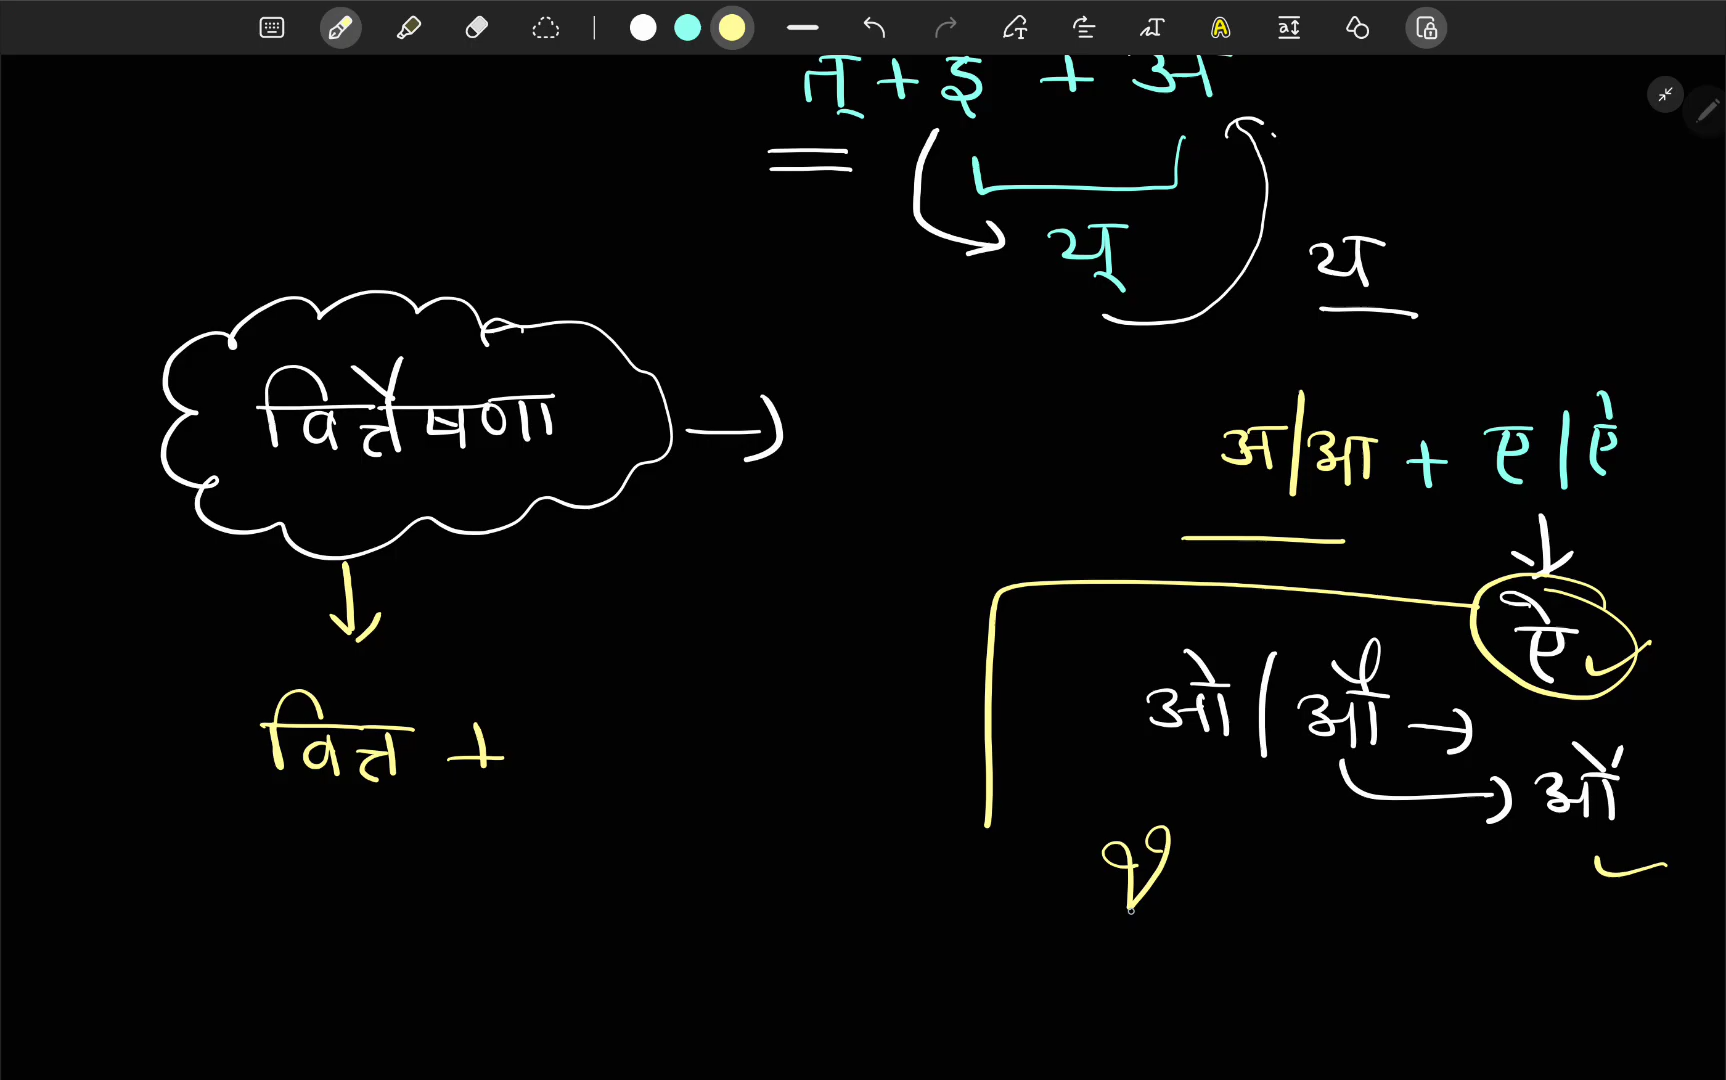 त् + इ + अ
य्
य
वित्तैषणा →
अ/आ + ए/ऐ
ऐ
ओ/औ →
औ
वित्त +